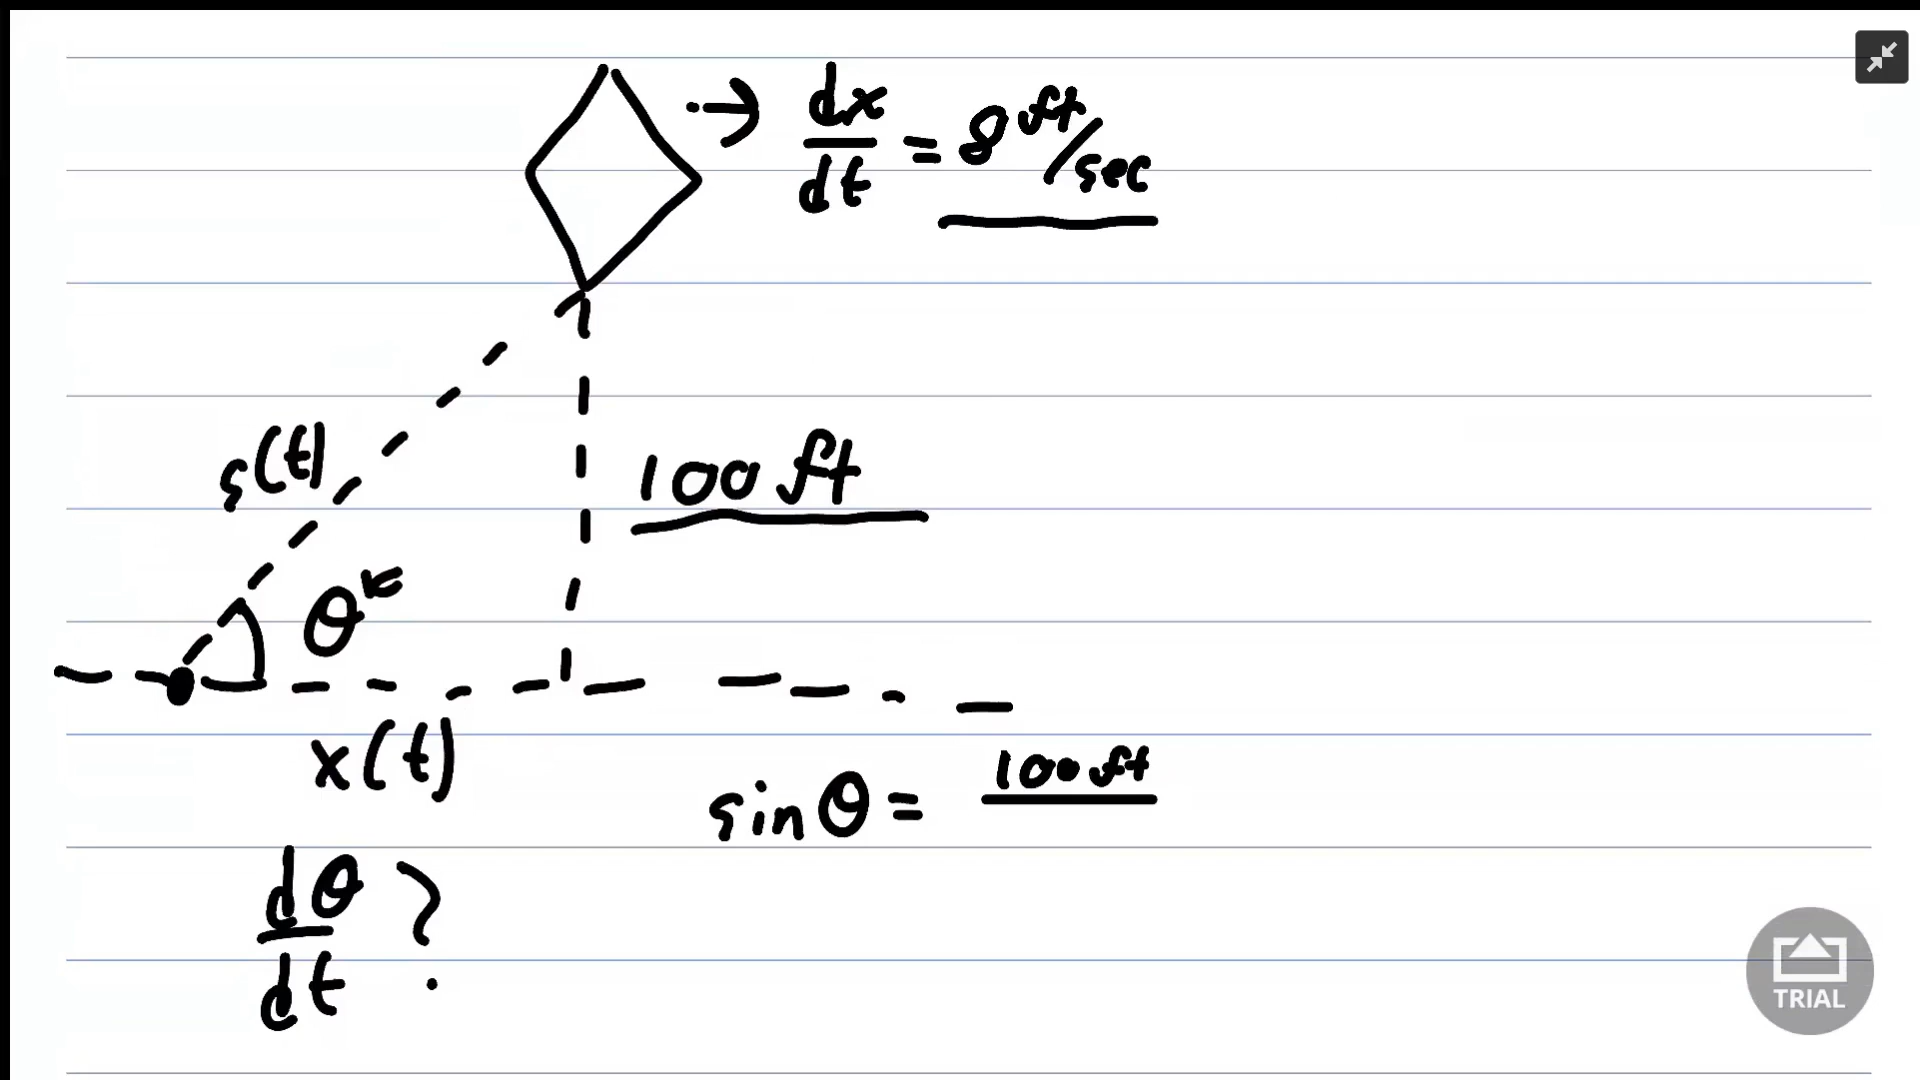 dx/dt = 8 ft/sec
s(t)
100 ft
θ
x(t)
sin θ = 100 ft
dθ/dt ?
TRIAL